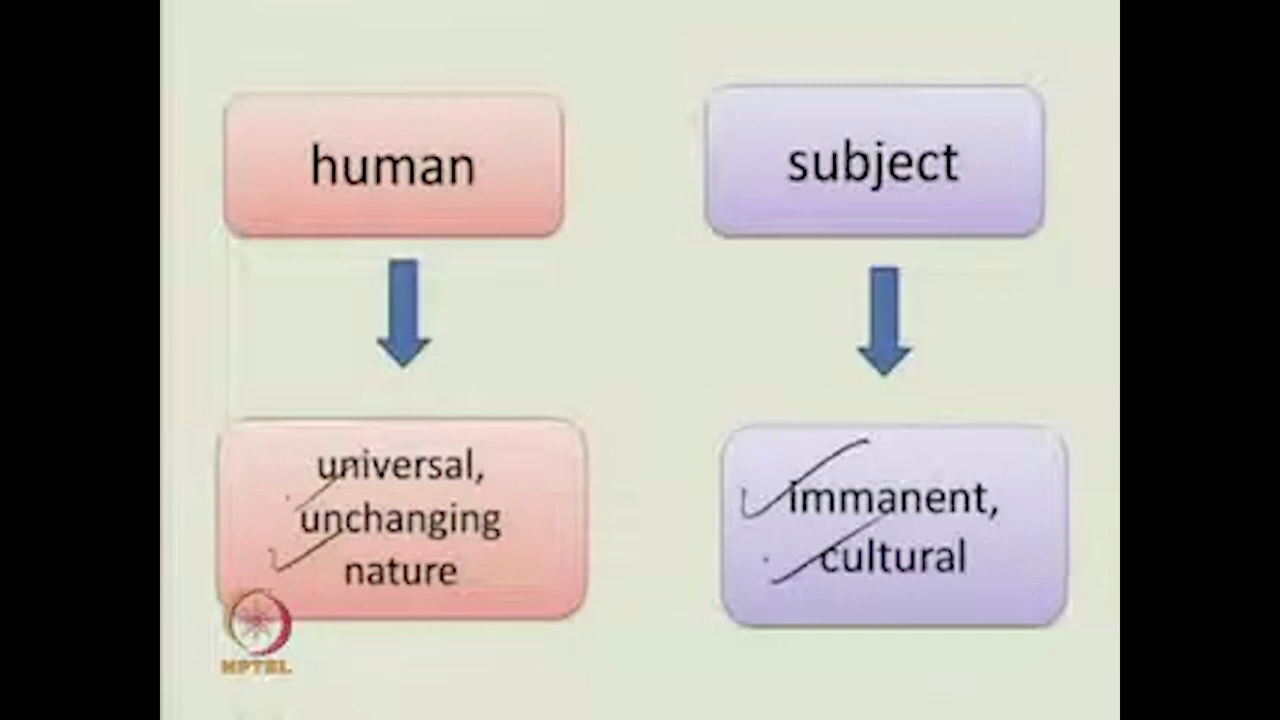 human
subject
universal,
unchanging
nature
immanent,
cultural
NPTEL